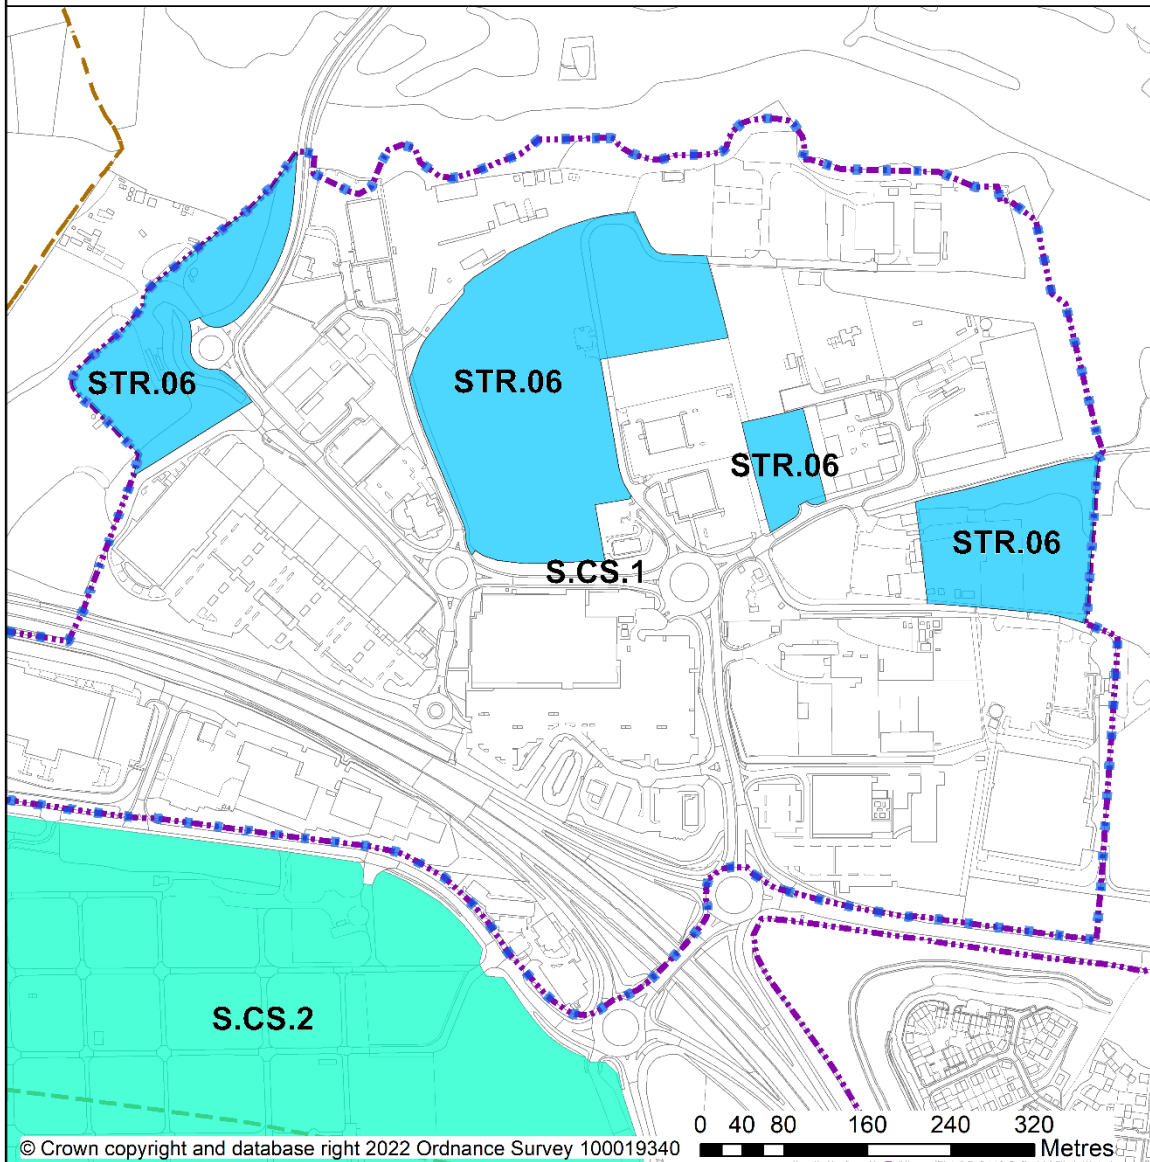 STR.06
STR.06
STR.06
STR.06
S.CS.1
S.CS.2
0 40 80 160 240 320
Metres
© Crown copyright and database right 2022 Ordnance Survey 100019340